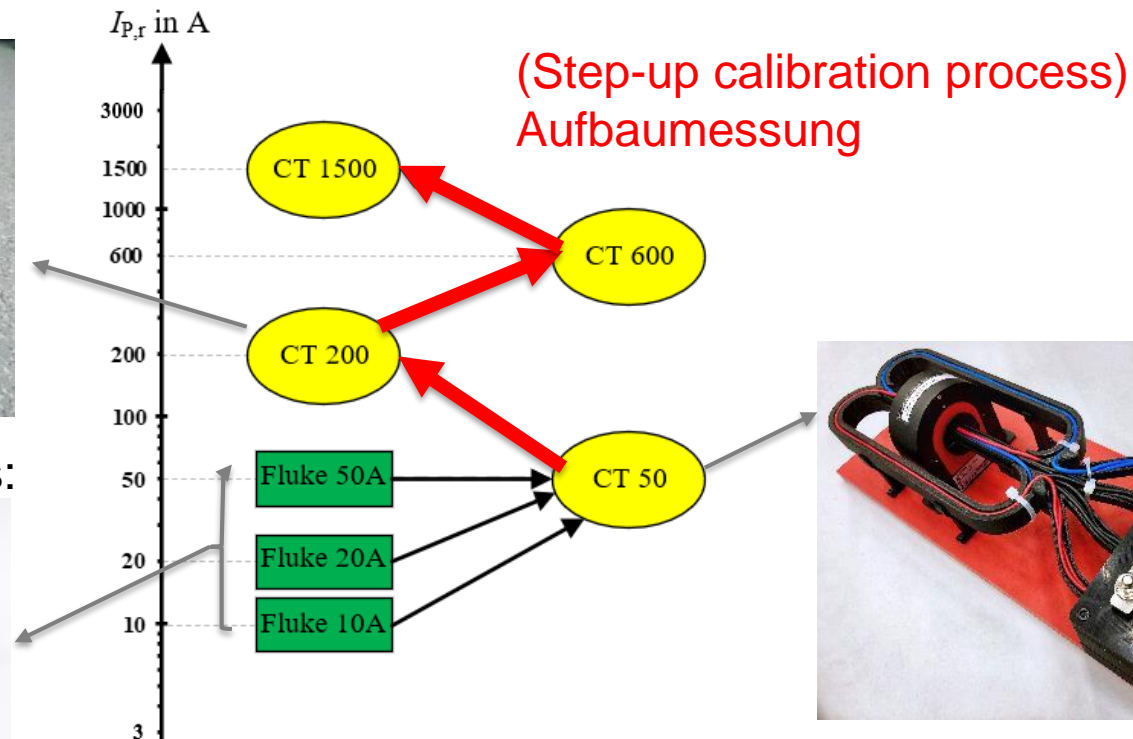 I_P,r in A
(Step-up calibration process)
Aufbaumessung
3000
1500
1000
600
200
100
50
20
10
3
CT 1500
CT 600
CT 200
CT 50
s:
Fluke 50A
Fluke 20A
Fluke 10A